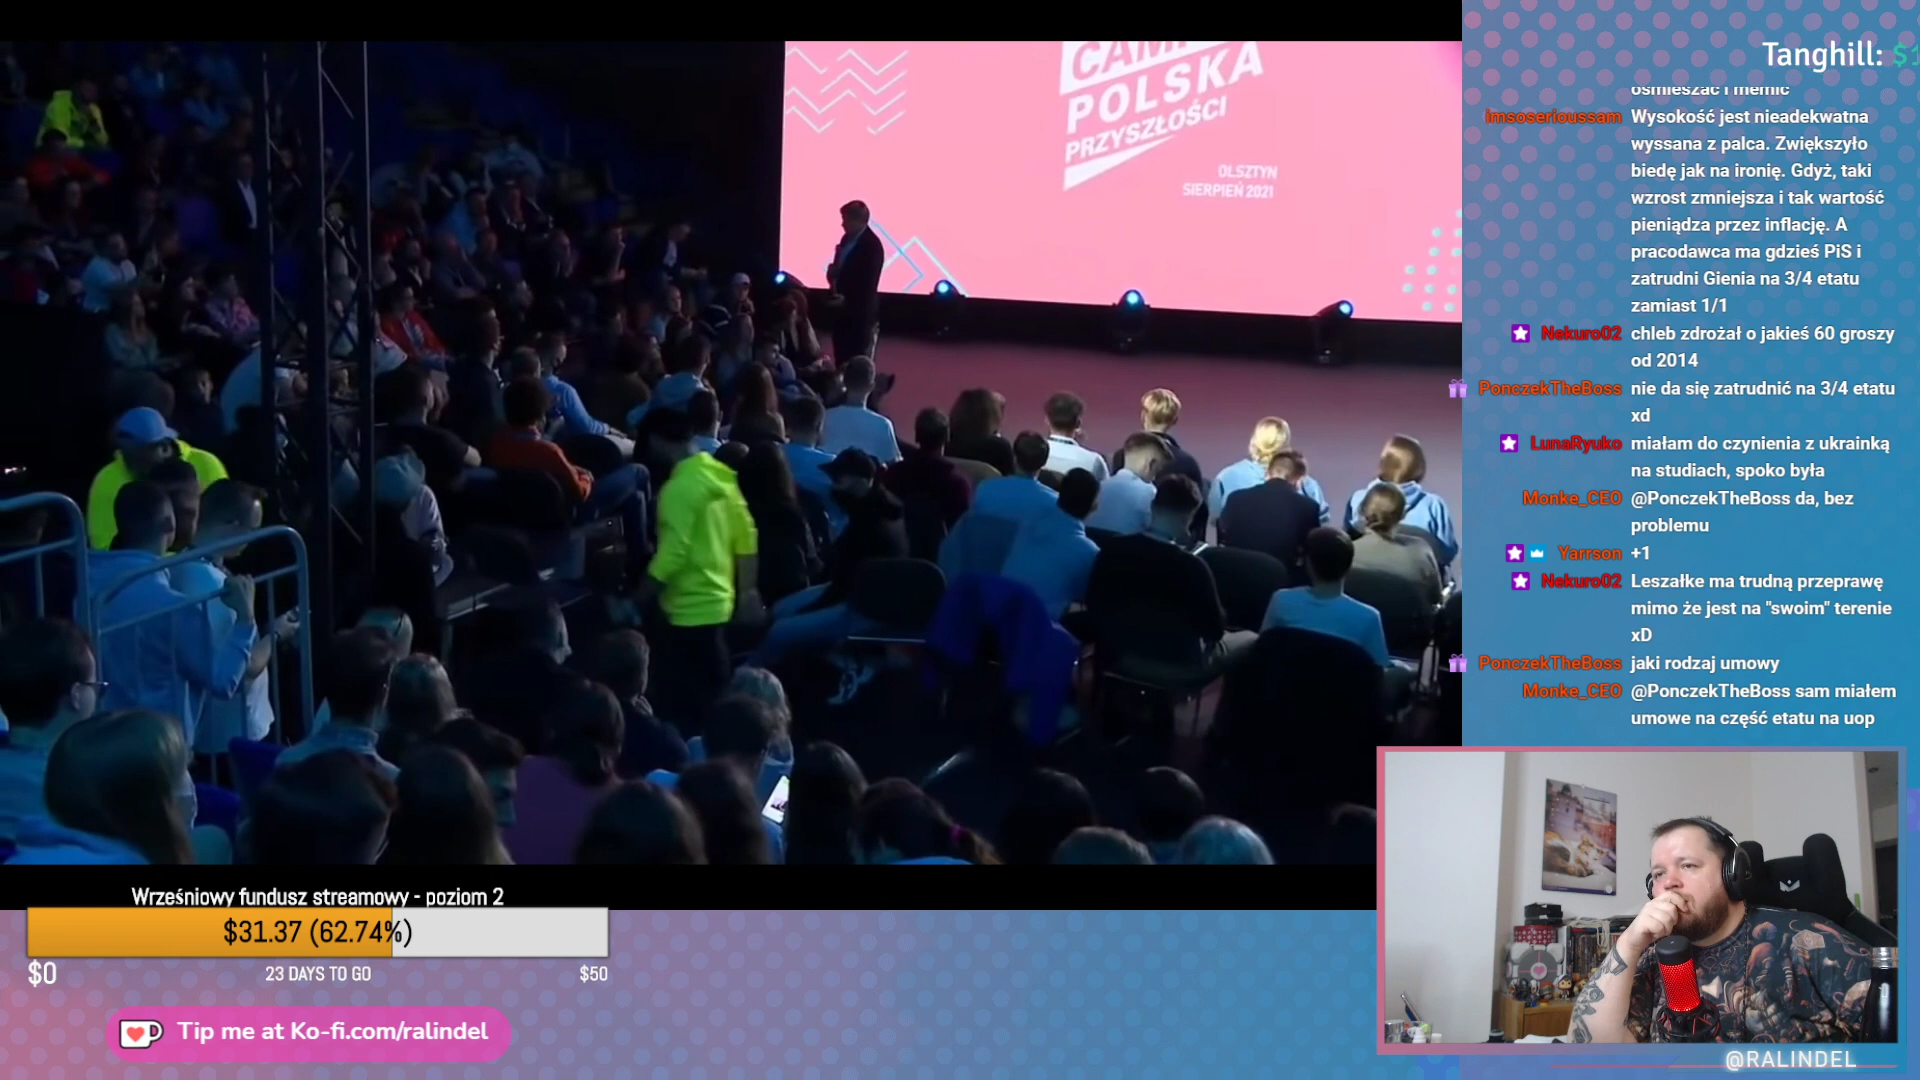 CAMPUS
POLSKA
PRZYSZŁOŚCI
OLSZTYN
SIERPIEŃ 2021
Tanghill:
ośmieszać i memić
imsoserioussam Wysokość jest nieadekwatna
wyssana z palca. Zwiększyło
biedę jak na ironię. Gdyż, taki
wzrost zmniejsza i tak wartość
pieniądza przez inflację. A
pracodawca ma gdzieś PiS i
zatrudni Gienia na 3/4 etatu
zamiast 1/1
Nekuro02 chleb zdrożał o jakieś 60 groszy
od 2014
PonczekTheBoss nie da się zatrudnić na 3/4 etatu
xd
LunaRyuko miałam do czynienia z ukrainką
na studiach, spoko była
Monke_CEO @PonczekTheBoss da, bez
problemu
Yarrson +1
Nekuro02 Leszałke ma trudną przeprawę
mimo że jest na "swoim" terenie
xD
PonczekTheBoss jaki rodzaj umowy
Monke_CEO @PonczekTheBoss sam miałem
umowe na część etatu na uop
Wrześniowy fundusz streamowy - poziom 2
$31.37 (62.74%)
$0 23 DAYS TO GO $50
Tip me at Ko-fi.com/ralindel
@RALINDEL